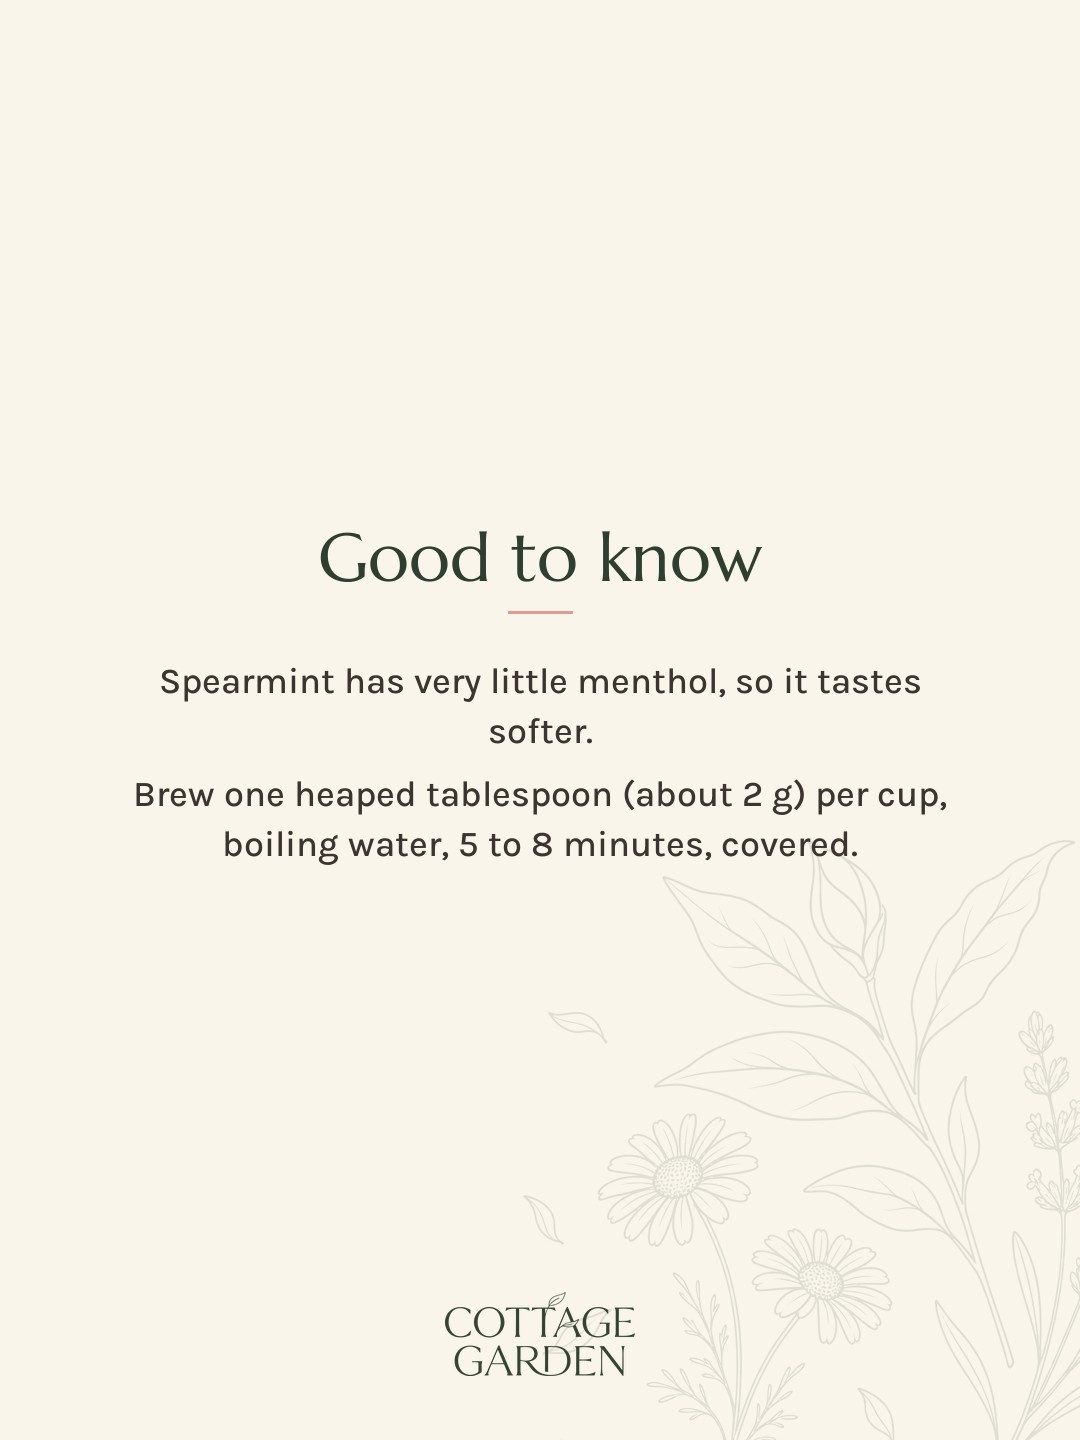 Good to know
Spearmint has very little menthol, so it tastes
softer.
Brew one heaped tablespoon (about 2 g) per cup,
boiling water, 5 to 8 minutes, covered.
COTTAGE
GARDEN